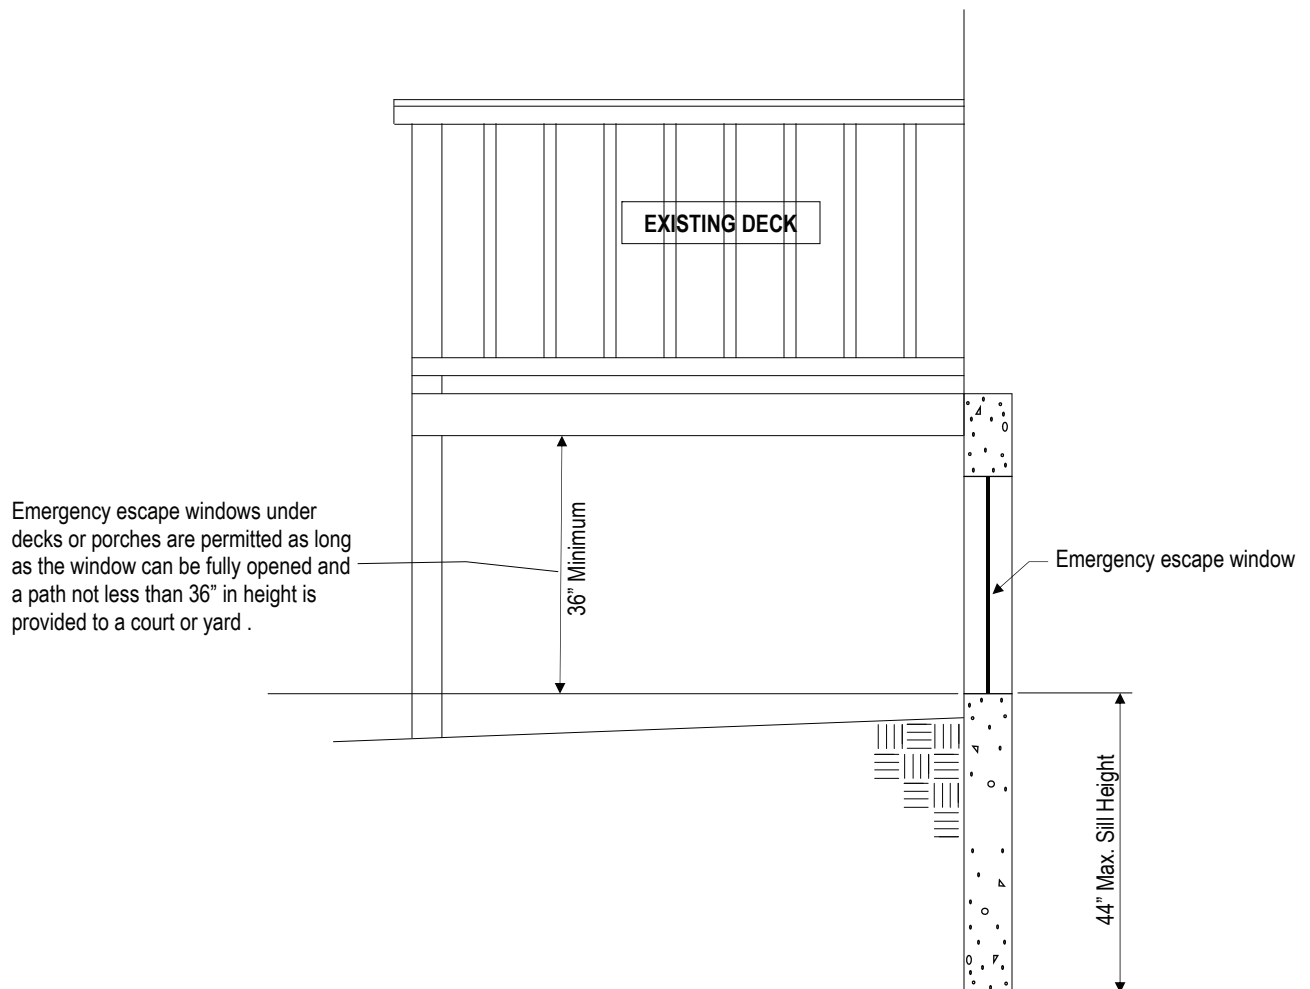 EXISTING DECK
Emergency escape windows under
decks or porches are permitted as long
as the window can be fully opened and
a path not less than 36” in height is
provided to a court or yard .
36” Minimum
Emergency escape window
44” Max. Sill Height